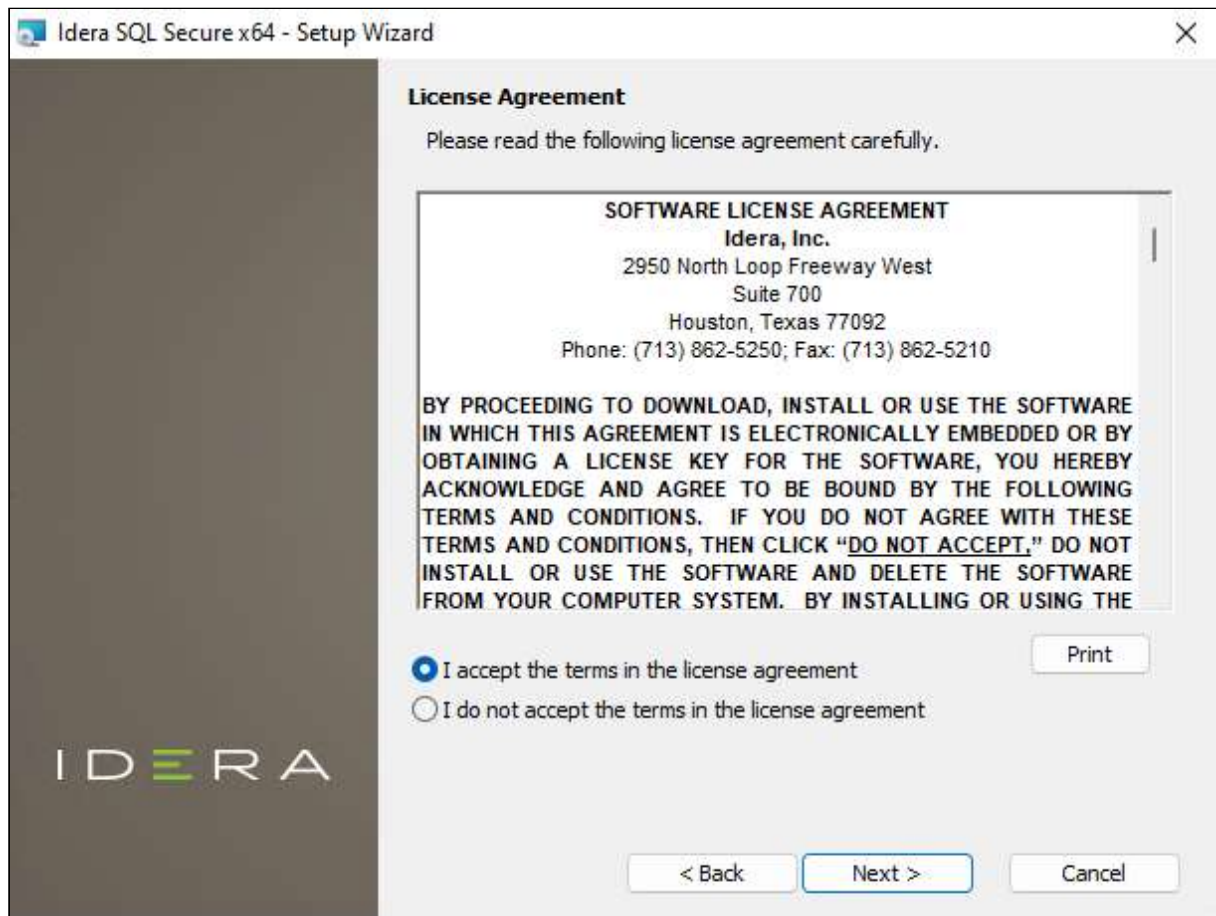 Idera SQL Secure x64 - Setup Wizard
License Agreement
Please read the following license agreement carefully.
SOFTWARE LICENSE AGREEMENT
Idera, Inc.
2950 North Loop Freeway West
Suite 700
Houston, Texas 77092
Phone: (713) 862-5250; Fax: (713) 862-5210
BY PROCEEDING TO DOWNLOAD, INSTALL OR USE THE SOFTWARE
IN WHICH THIS AGREEMENT IS ELECTRONICALLY EMBEDDED OR BY
OBTAINING A LICENSE KEY FOR THE SOFTWARE, YOU HEREBY
ACKNOWLEDGE AND AGREE TO BE BOUND BY THE FOLLOWING
TERMS AND CONDITIONS. IF YOU DO NOT AGREE WITH THESE
TERMS AND CONDITIONS, THEN CLICK “DO NOT ACCEPT.” DO NOT
INSTALL OR USE THE SOFTWARE AND DELETE THE SOFTWARE
FROM YOUR COMPUTER SYSTEM. BY INSTALLING OR USING THE
Print
I accept the terms in the license agreement
I do not accept the terms in the license agreement
IDERA
< Back
Next >
Cancel